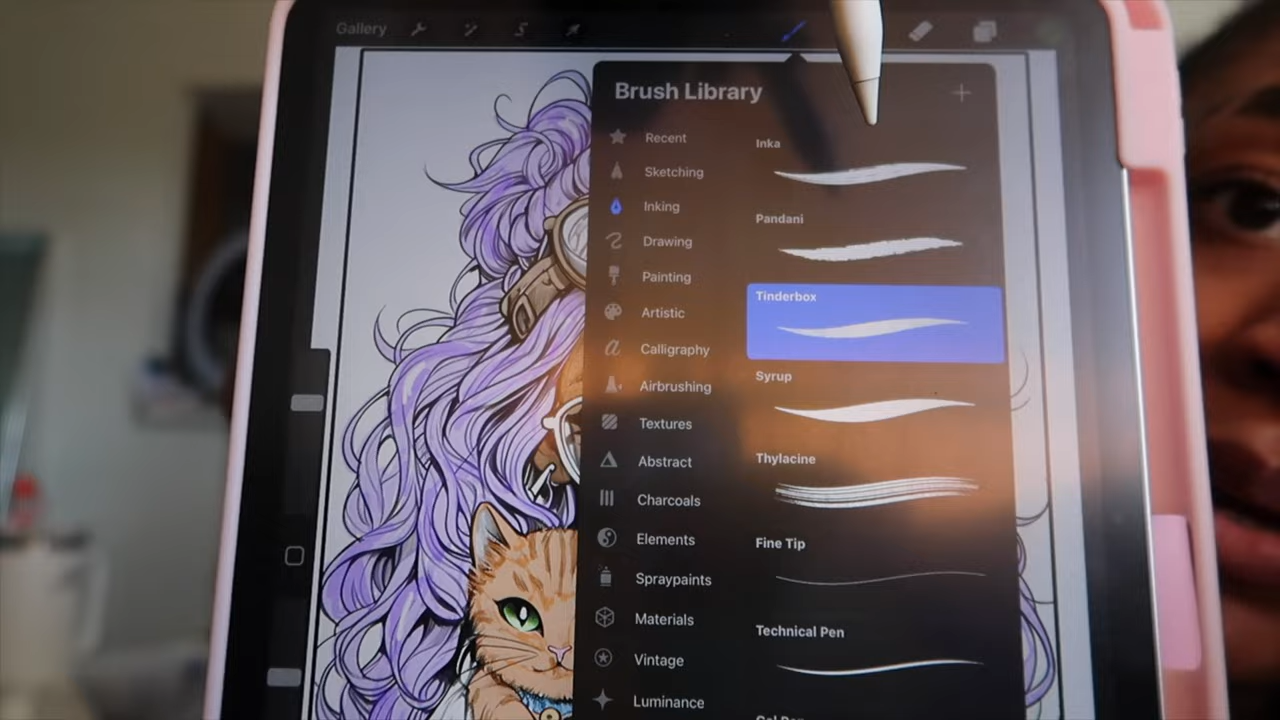 Gallery
Brush Library
Recent
Sketching
Inking
Drawing
Painting
Artistic
Calligraphy
Airbrushing
Textures
Abstract
Charcoals
Elements
Spraypaints
Materials
Vintage
Luminance
Inka
Pandani
Tinderbox
Syrup
Thylacine
Fine Tip
Technical Pen